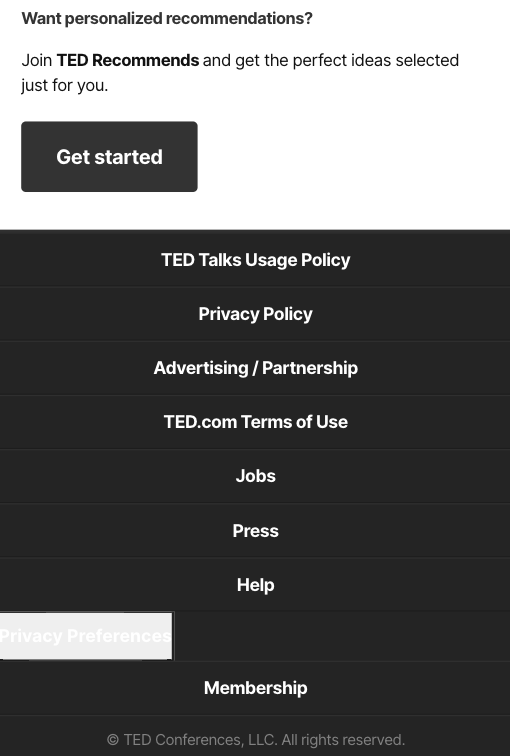 Want personalized recommendations?
Join TED Recommends and get the perfect ideas selected
just for you.
Get started
TED Talks Usage Policy
Privacy Policy
Advertising / Partnership
TED.com Terms of Use
Jobs
Press
Help
Privacy Preferences
Membership
© TED Conferences, LLC. All rights reserved.